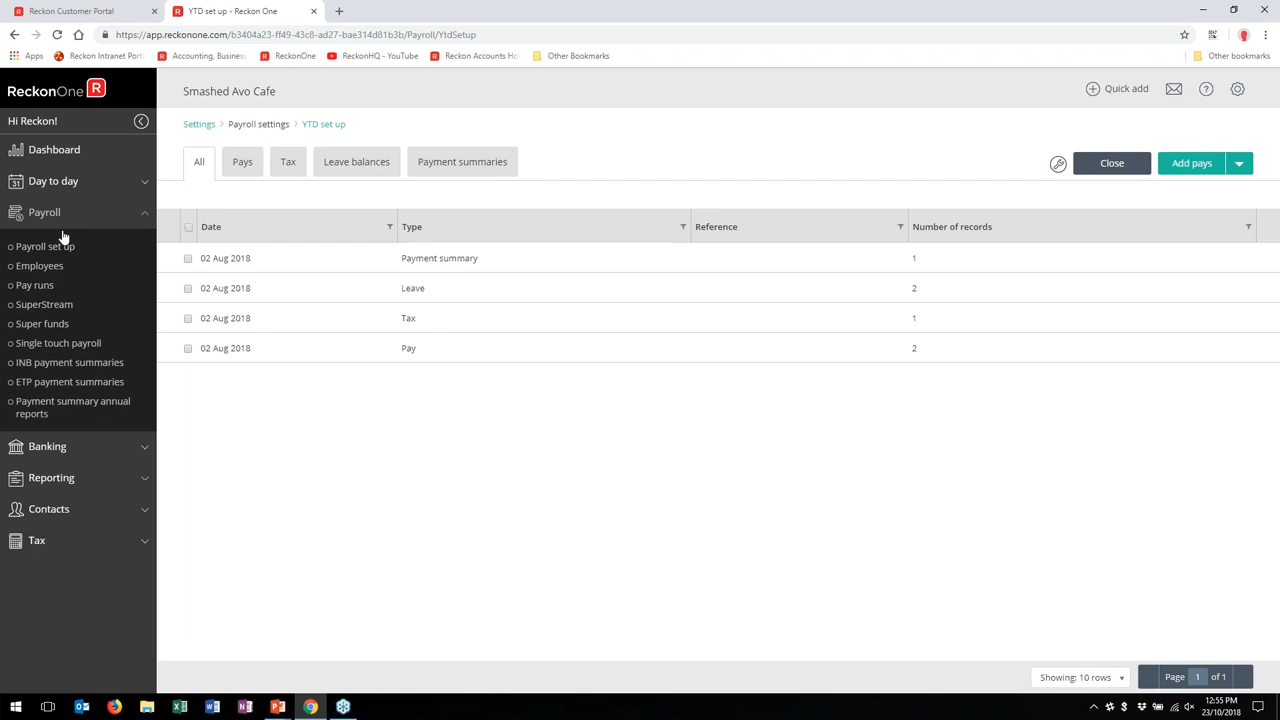 Reckon Customer Portal
YTD set up - Reckon One
https://app.reckonone.com/b3404a23-ff49-43c8-ad27-bae314d81b3b/Payroll/YtdSetup
Apps
Reckon Intranet Port
Accounting, Busines
ReckonOne
ReckonHQ - YouTube
Reckon Accounts Ho
Other Bookmarks
Other bookmarks
ReckonOne R
Smashed Avo Cafe
Quick add
Hi Reckon!
Settings > Payroll settings > YTD set up
Dashboard
Day to day
Payroll
Payroll set up
Employees
Pay runs
SuperStream
Super funds
Single touch payroll
INB payment summaries
ETP payment summaries
Payment summary annual
reports
Banking
Reporting
Contacts
Tax
All
Pays
Tax
Leave balances
Payment summaries
Close
Add pays
Date Type Reference Number of records
02 Aug 2018 Payment summary 1
02 Aug 2018 Leave 2
02 Aug 2018 Tax 1
02 Aug 2018 Pay 2
Showing: 10 rows
Page 1 of 1
12:55 PM
23/10/2018